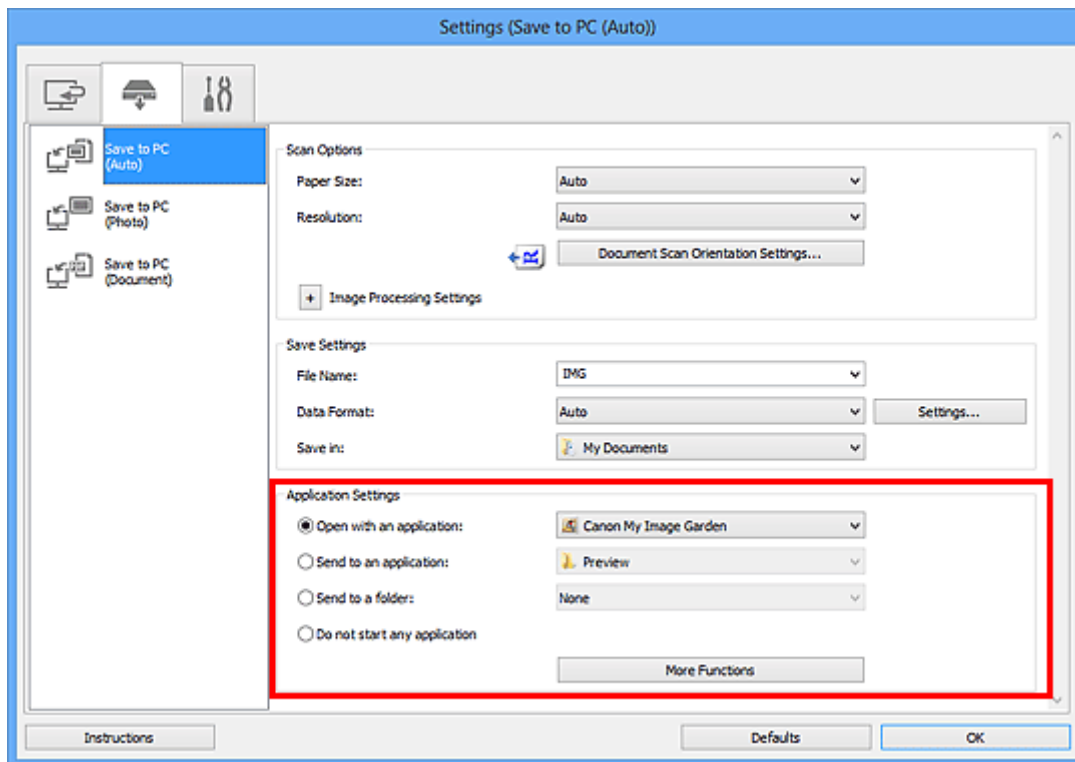 Settings (Save to PC (Auto))
Save to PC
(Auto)
Save to PC
(Photo)
Save to PC
(Document)
Scan Options
Paper Size: Auto
Resolution: Auto
R Document Scan Orientation Settings...
+ Image Processing Settings
Save Settings
File Name: IMG
Data Format: Auto Settings...
Save in: My Documents
Application Settings
Open with an application: Canon My Image Garden
Send to an application: Preview
Send to a folder: None
Do not start any application
More Functions
Instructions Defaults OK